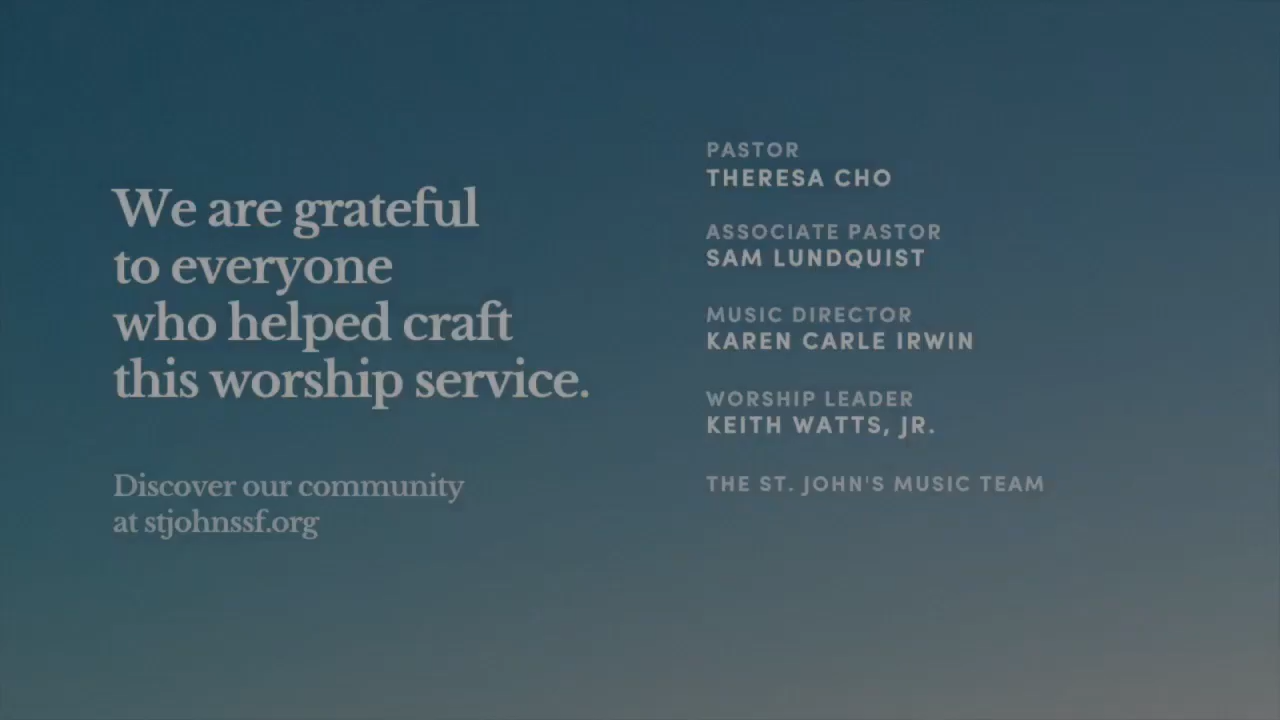 We are grateful
to everyone
who helped craft
this worship service.
Discover our community
at stjohnssf.org
PASTOR
THERESA CHO
ASSOCIATE PASTOR
SAM LUNDQUIST
MUSIC DIRECTOR
KAREN CARLE IRWIN
WORSHIP LEADER
KEITH WATTS, JR.
THE ST. JOHN'S MUSIC TEAM